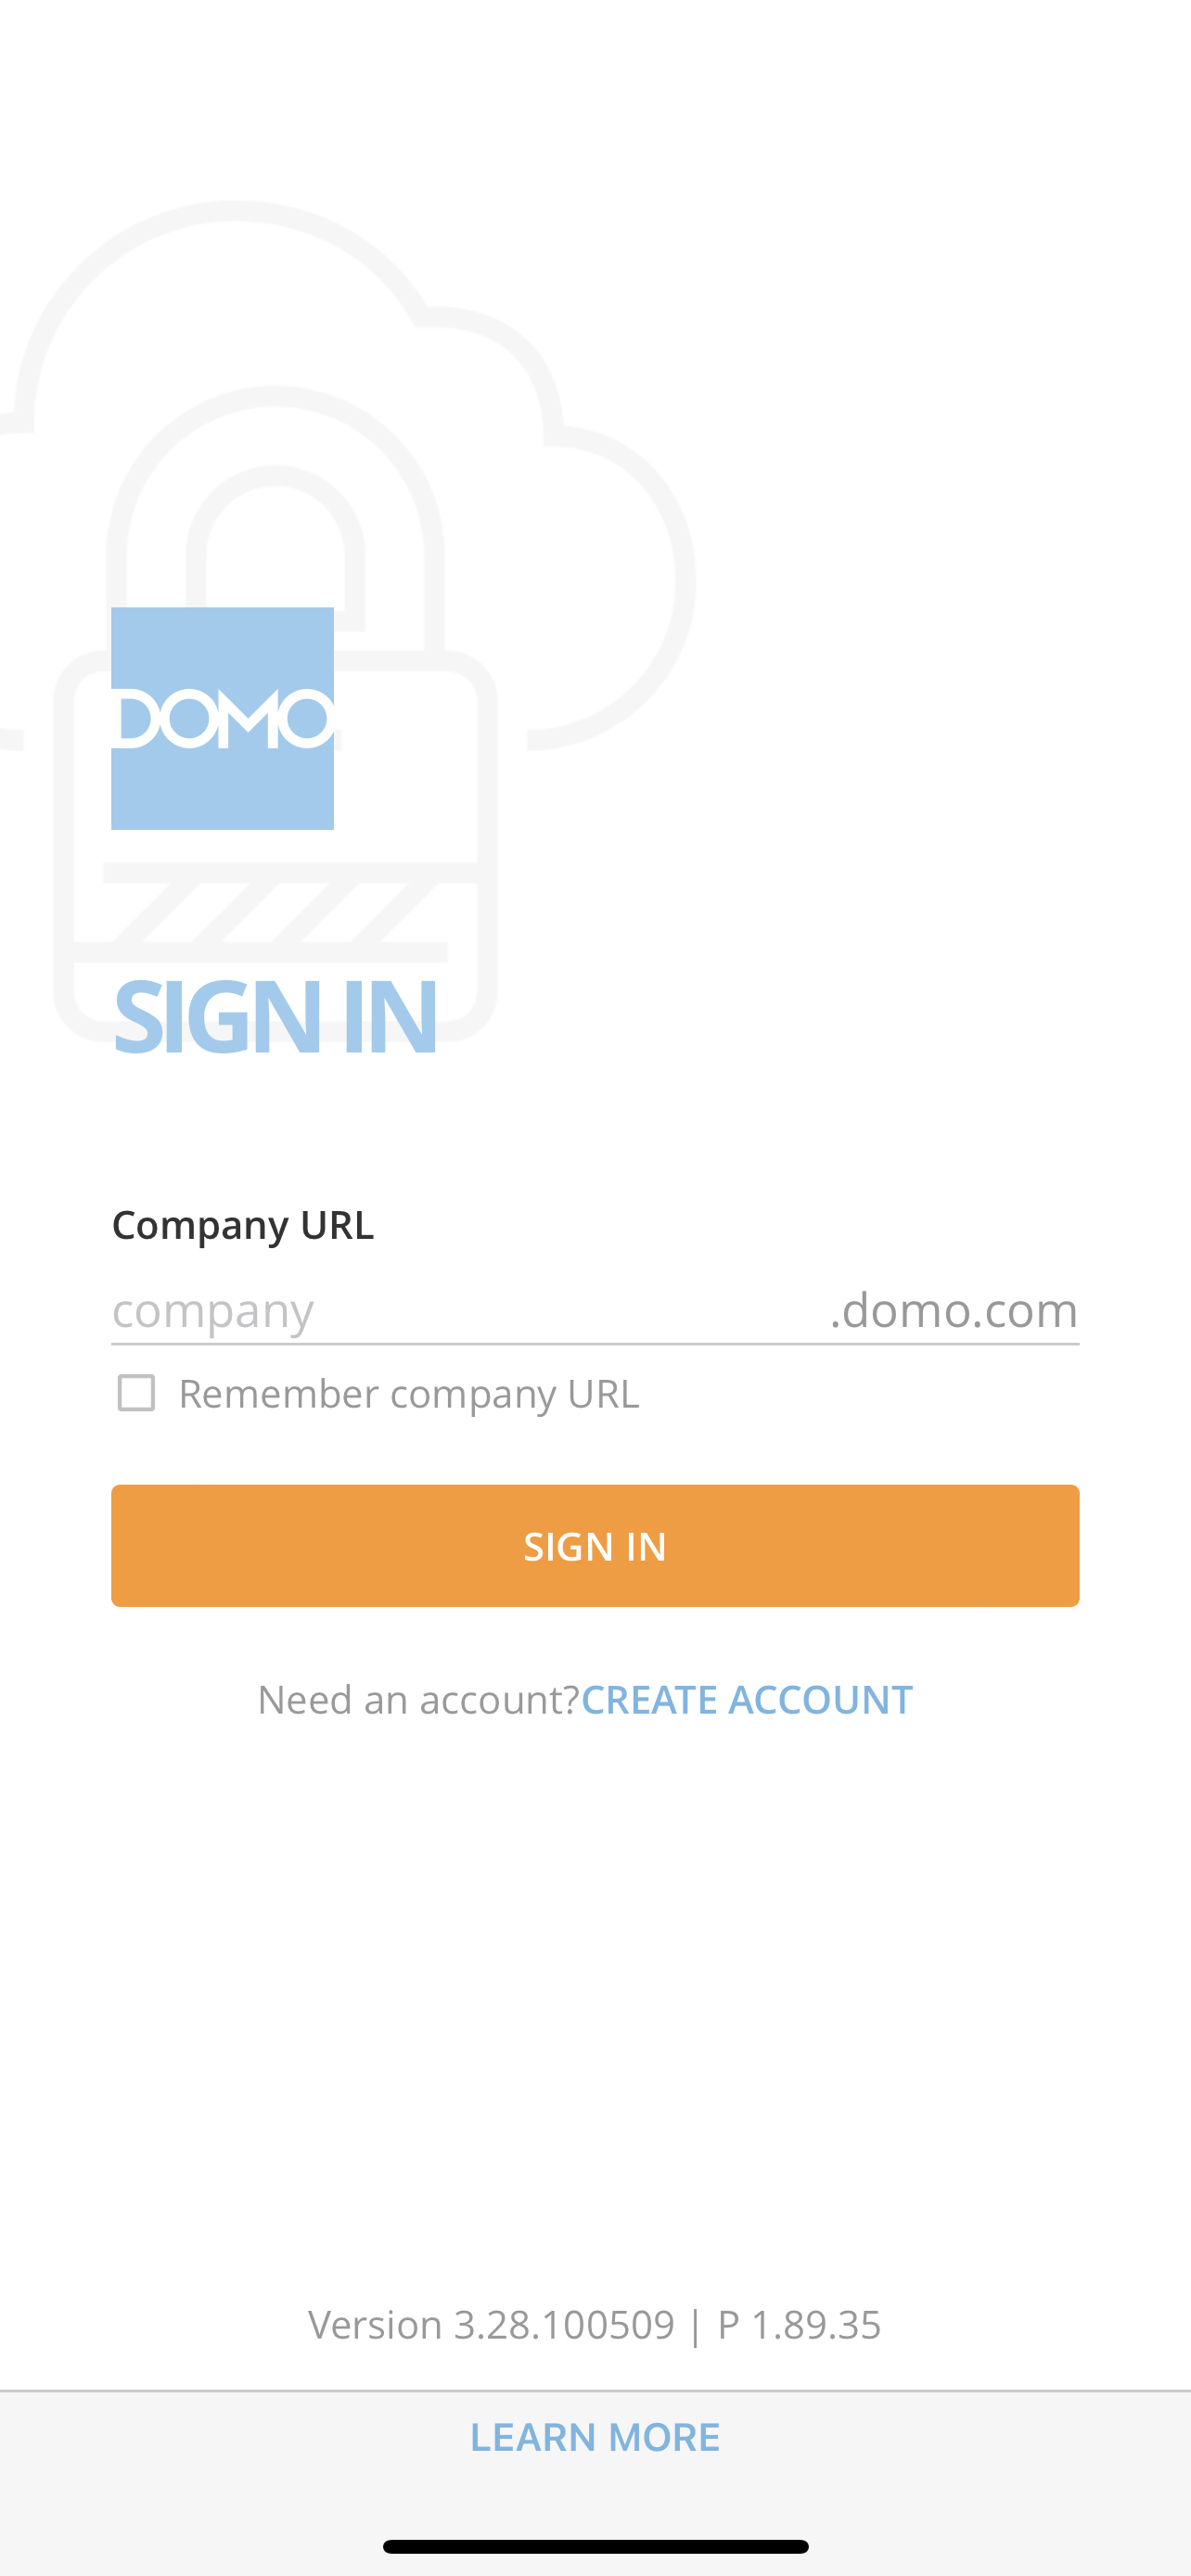 DOMO
SIGN IN
Company URL
company .domo.com
Remember company URL
SIGN IN
Need an account?CREATE ACCOUNT
Version 3.28.100509 | P 1.89.35
LEARN MORE